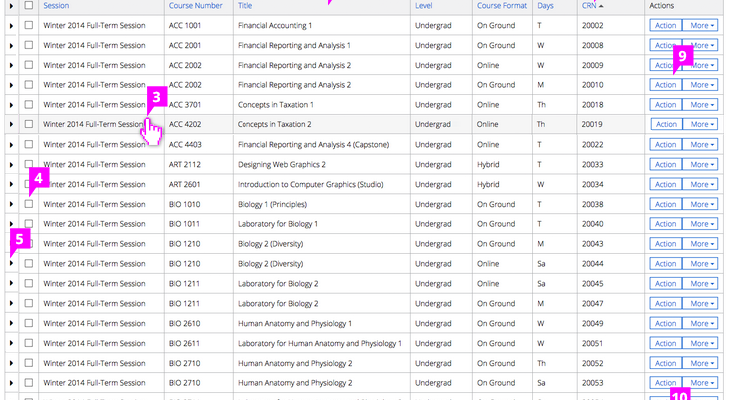 Session Course Number Title Level Course Format Days CRN Actions
Winter 2014 Full-Term Session ACC 1001 Financial Accounting 1 Undergrad On Ground T 20002 Action More
Winter 2014 Full-Term Session ACC 2001 Financial Reporting and Analysis 1 Undergrad On Ground W 20008 Action More
9
Winter 2014 Full-Term Session ACC 2002 Financial Reporting and Analysis 2 Undergrad Online W 20009 Action More
Winter 2014 Full-Term Session ACC 2002 Financial Reporting and Analysis 2 Undergrad On Ground M 20010 Action More
3
Winter 2014 Full-Term Session ACC 3701 Concepts in Taxation 1 Undergrad Online Th 20018 Action More
Winter 2014 Full-Term Session ACC 4202 Concepts in Taxation 2 Undergrad Online Th 20019 Action More
Winter 2014 Full-Term Session ACC 4403 Financial Reporting and Analysis 4 (Capstone) Undergrad Online T 20022 Action More
Winter 2014 Full-Term Session ART 2112 Designing Web Graphics 2 Undergrad Hybrid T 20033 Action More
4
Winter 2014 Full-Term Session ART 2601 Introduction to Computer Graphics (Studio) Undergrad Hybrid W 20034 Action More
Winter 2014 Full-Term Session BIO 1010 Biology 1 (Principles) Undergrad On Ground T 20038 Action More
Winter 2014 Full-Term Session BIO 1011 Laboratory for Biology 1 Undergrad On Ground T 20040 Action More
5
Winter 2014 Full-Term Session BIO 1210 Biology 2 (Diversity) Undergrad On Ground M 20043 Action More
Winter 2014 Full-Term Session BIO 1210 Biology 2 (Diversity) Undergrad Online Sa 20044 Action More
Winter 2014 Full-Term Session BIO 1211 Laboratory for Biology 2 Undergrad Online Sa 20045 Action More
Winter 2014 Full-Term Session BIO 1211 Laboratory for Biology 2 Undergrad On Ground M 20047 Action More
Winter 2014 Full-Term Session BIO 2610 Human Anatomy and Physiology 1 Undergrad On Ground W 20049 Action More
Winter 2014 Full-Term Session BIO 2611 Laboratory for Human Anatomy and Physiology 1 Undergrad On Ground W 20051 Action More
Winter 2014 Full-Term Session BIO 2710 Human Anatomy and Physiology 2 Undergrad On Ground Th 20052 Action More
Winter 2014 Full-Term Session BIO 2710 Human Anatomy and Physiology 2 Undergrad On Ground Sa 20053 Action More
10